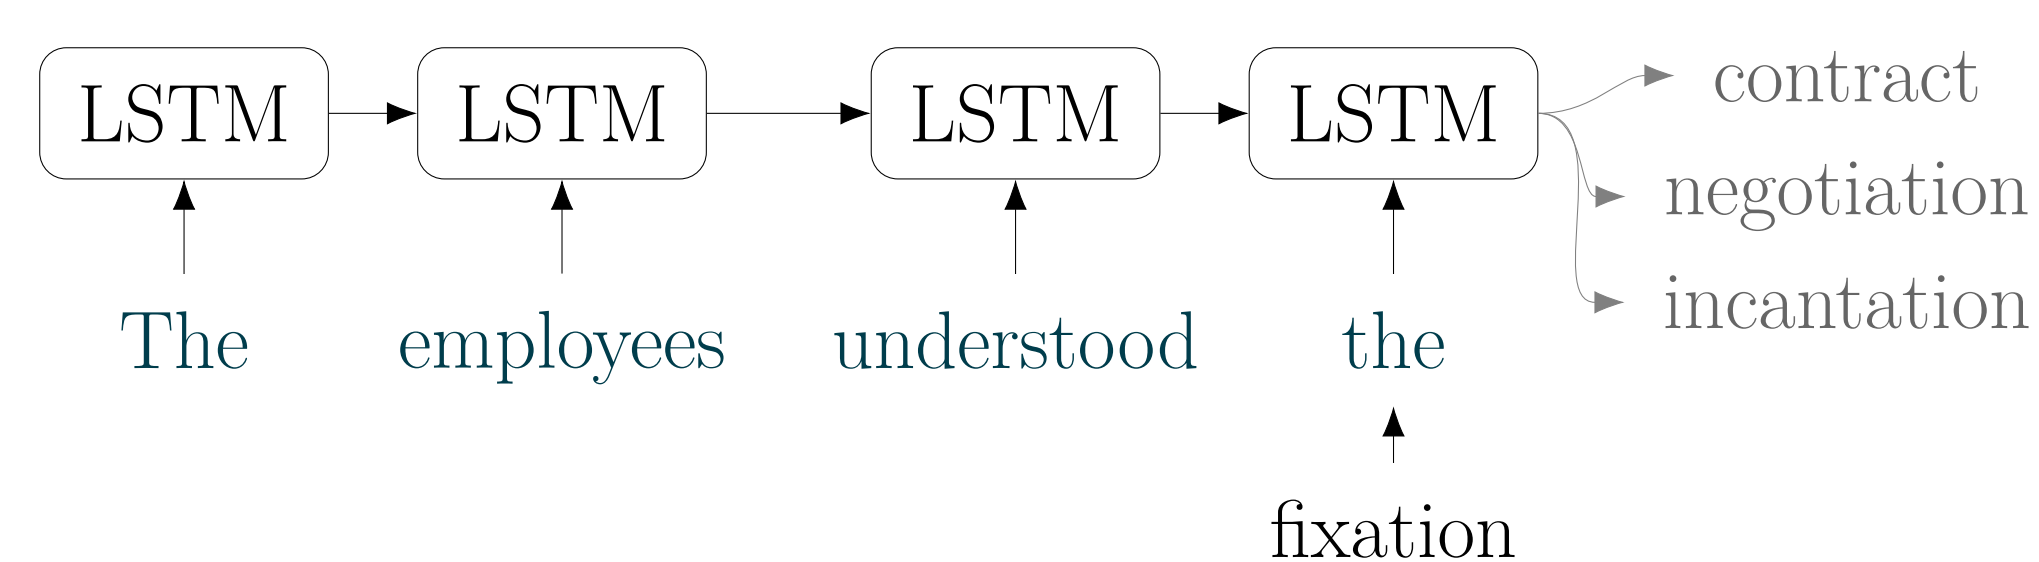 LSTM LSTM LSTM LSTM contract
negotiation
incantation
The employees understood the
fixation